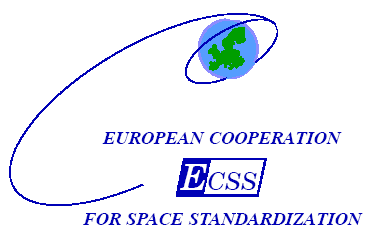 EUROPEAN COOPERATION
ECSS
FOR SPACE STANDARDIZATION